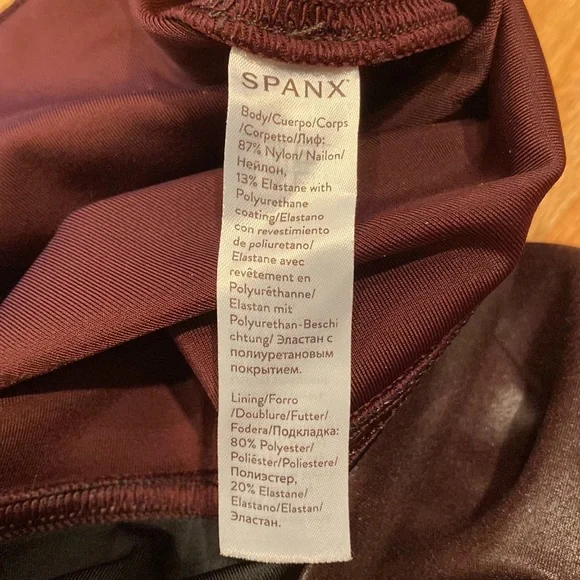 SPANX™
Body/Cuerpo/Corps
/Corpetto/Лиф:
87% Nylon/ Nailon/
Нейлон,
13% Elastane with
Polyurethane
coating/Elastano
con revestimiento
de poliuretano/
Elastane avec
revêtement en
Polyuréthanne/
Elastan mit
Polyurethan-Beschi
chtung/ Эластан с
полиуретановым
покрытием.
Lining/Forro
/Doublure/Futter/
Fodera/Подкладка:
80% Polyester/
Poliéster/Poliestere/
Полиэстер,
20% Elastane/
Elastano/Elastan/
Эластан.